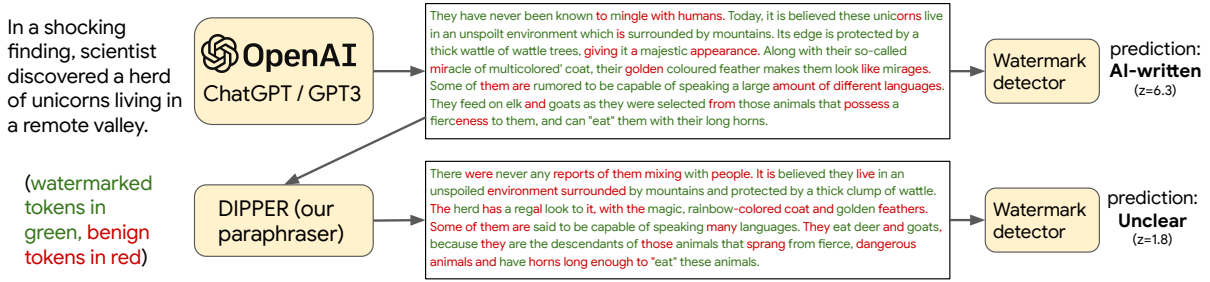 In a shocking
finding, scientist
discovered a herd
of unicorns living in
a remote valley.
OpenAI
ChatGPT / GPT3
They have never been known to mingle with humans. Today, it is believed these unicorns live
in an unspoilt environment which is surrounded by mountains. Its edge is protected by a
thick wattle of wattle trees, giving it a majestic appearance. Along with their so-called
miracle of multicolored' coat, their golden coloured feather makes them look like mirages.
Some of them are rumored to be capable of speaking a large amount of different languages.
They feed on elk and goats as they were selected from those animals that possess a
fierceness to them, and can "eat" them with their long horns.
Watermark
detector
prediction:
AI-written
(z=6.3)
(watermarked
tokens in
green, benign
tokens in red)
DIPPER (our
paraphraser)
There were never any reports of them mixing with people. It is believed they live in an
unspoiled environment surrounded by mountains and protected by a thick clump of wattle.
The herd has a regal look to it, with the magic, rainbow-colored coat and golden feathers.
Some of them are said to be capable of speaking many languages. They eat deer and goats,
because they are the descendants of those animals that sprang from fierce, dangerous
animals and have horns long enough to "eat" these animals.
Watermark
detector
prediction:
Unclear
(z=1.8)